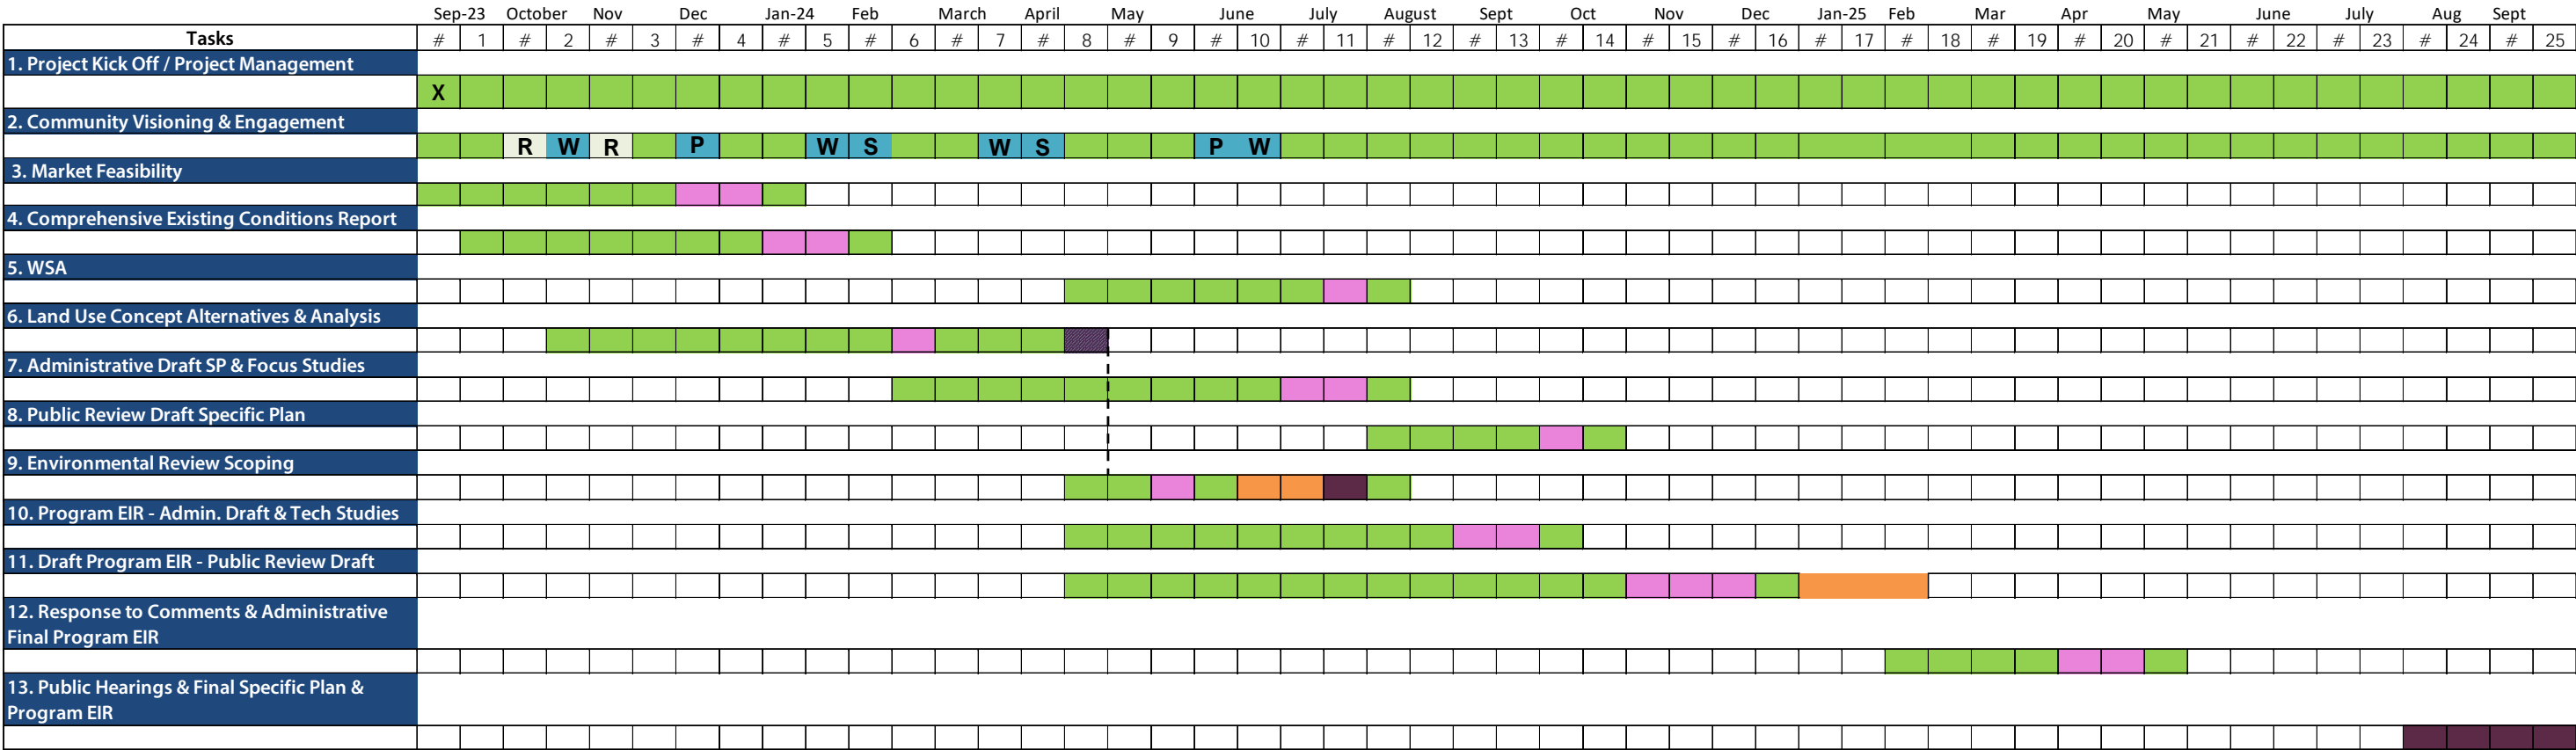 Sep-23 October Nov Dec Jan-24 Feb March April May June July August Sept Oct Nov Dec Jan-25 Feb Mar Apr May June July Aug Sept
Tasks # 1 # 2 # 3 # 4 # 5 # 6 # 7 # 8 # 9 # 10 # 11 # 12 # 13 # 14 # 15 # 16 # 17 # 18 # 19 # 20 # 21 # 22 # 23 # 24 # 25
1. Project Kick Off / Project Management
X
2. Community Visioning & Engagement
R W R P W S W S P W
3. Market Feasibility
4. Comprehensive Existing Conditions Report
5. WSA
6. Land Use Concept Alternatives & Analysis
7. Administrative Draft SP & Focus Studies
8. Public Review Draft Specific Plan
9. Environmental Review Scoping
10. Program EIR - Admin. Draft & Tech Studies
11. Draft Program EIR - Public Review Draft
12. Response to Comments & Administrative
Final Program EIR
13. Public Hearings & Final Specific Plan &
Program EIR